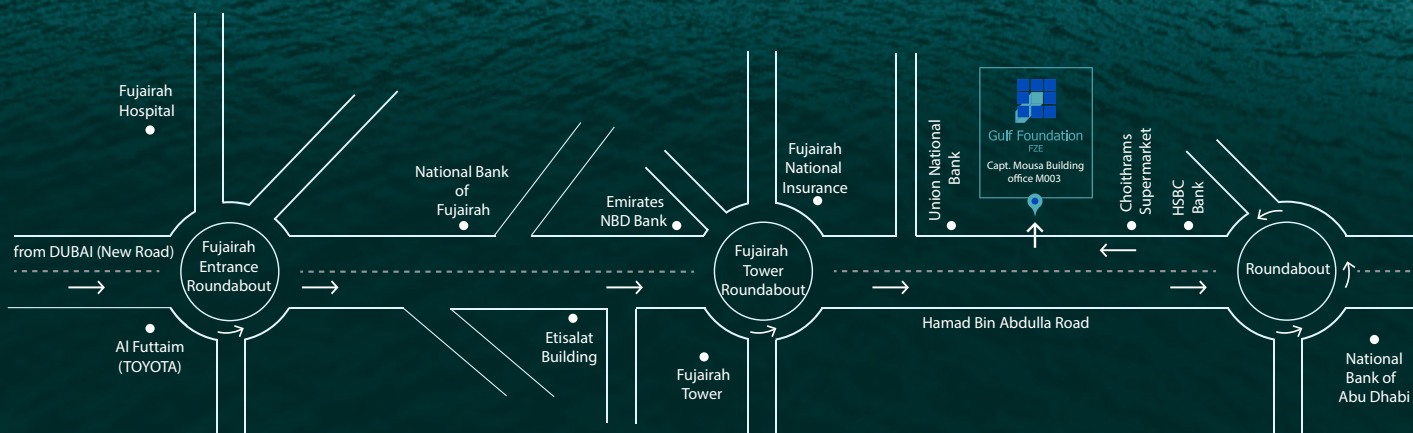 Fujairah
Hospital
from DUBAI (New Road)
Al Futtaim
(TOYOTA)
Fujairah
Entrance
Roundabout
National Bank
of
Fujairah
Etisalat
Building
Emirates
NBD Bank
Fujairah
Tower
Fujairah
Tower
Roundabout
Fujairah
National
Insurance
Union National
Bank
Gulf Foundation
FZE
Capt. Mousa Building
office M003
Hamad Bin Abdulla Road
Choithrams
Supermarket
HSBC
Bank
Roundabout
National
Bank of
Abu Dhabi